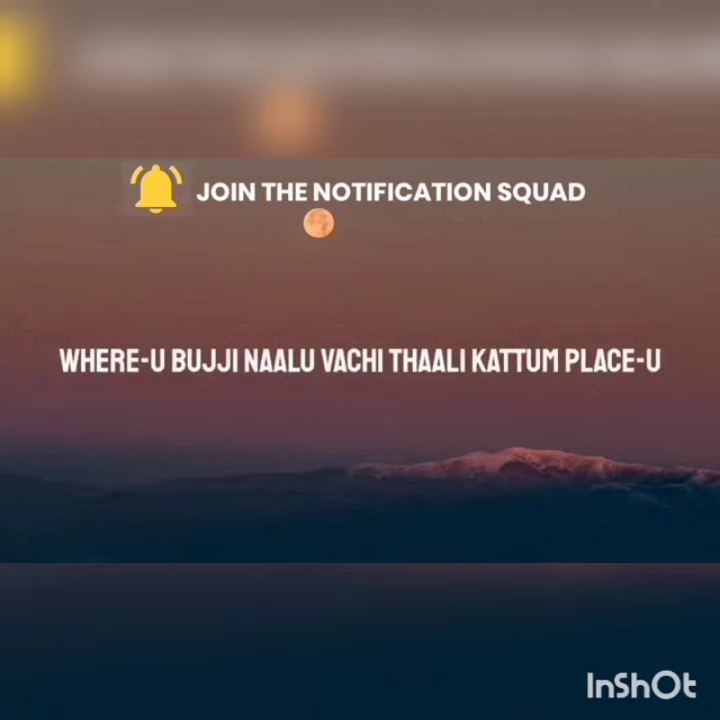 JOIN THE NOTIFICATION SQUAD
WHERE-U BUJJI NAALU VACHI THAALI KATTUM PLACE-U
InShOt